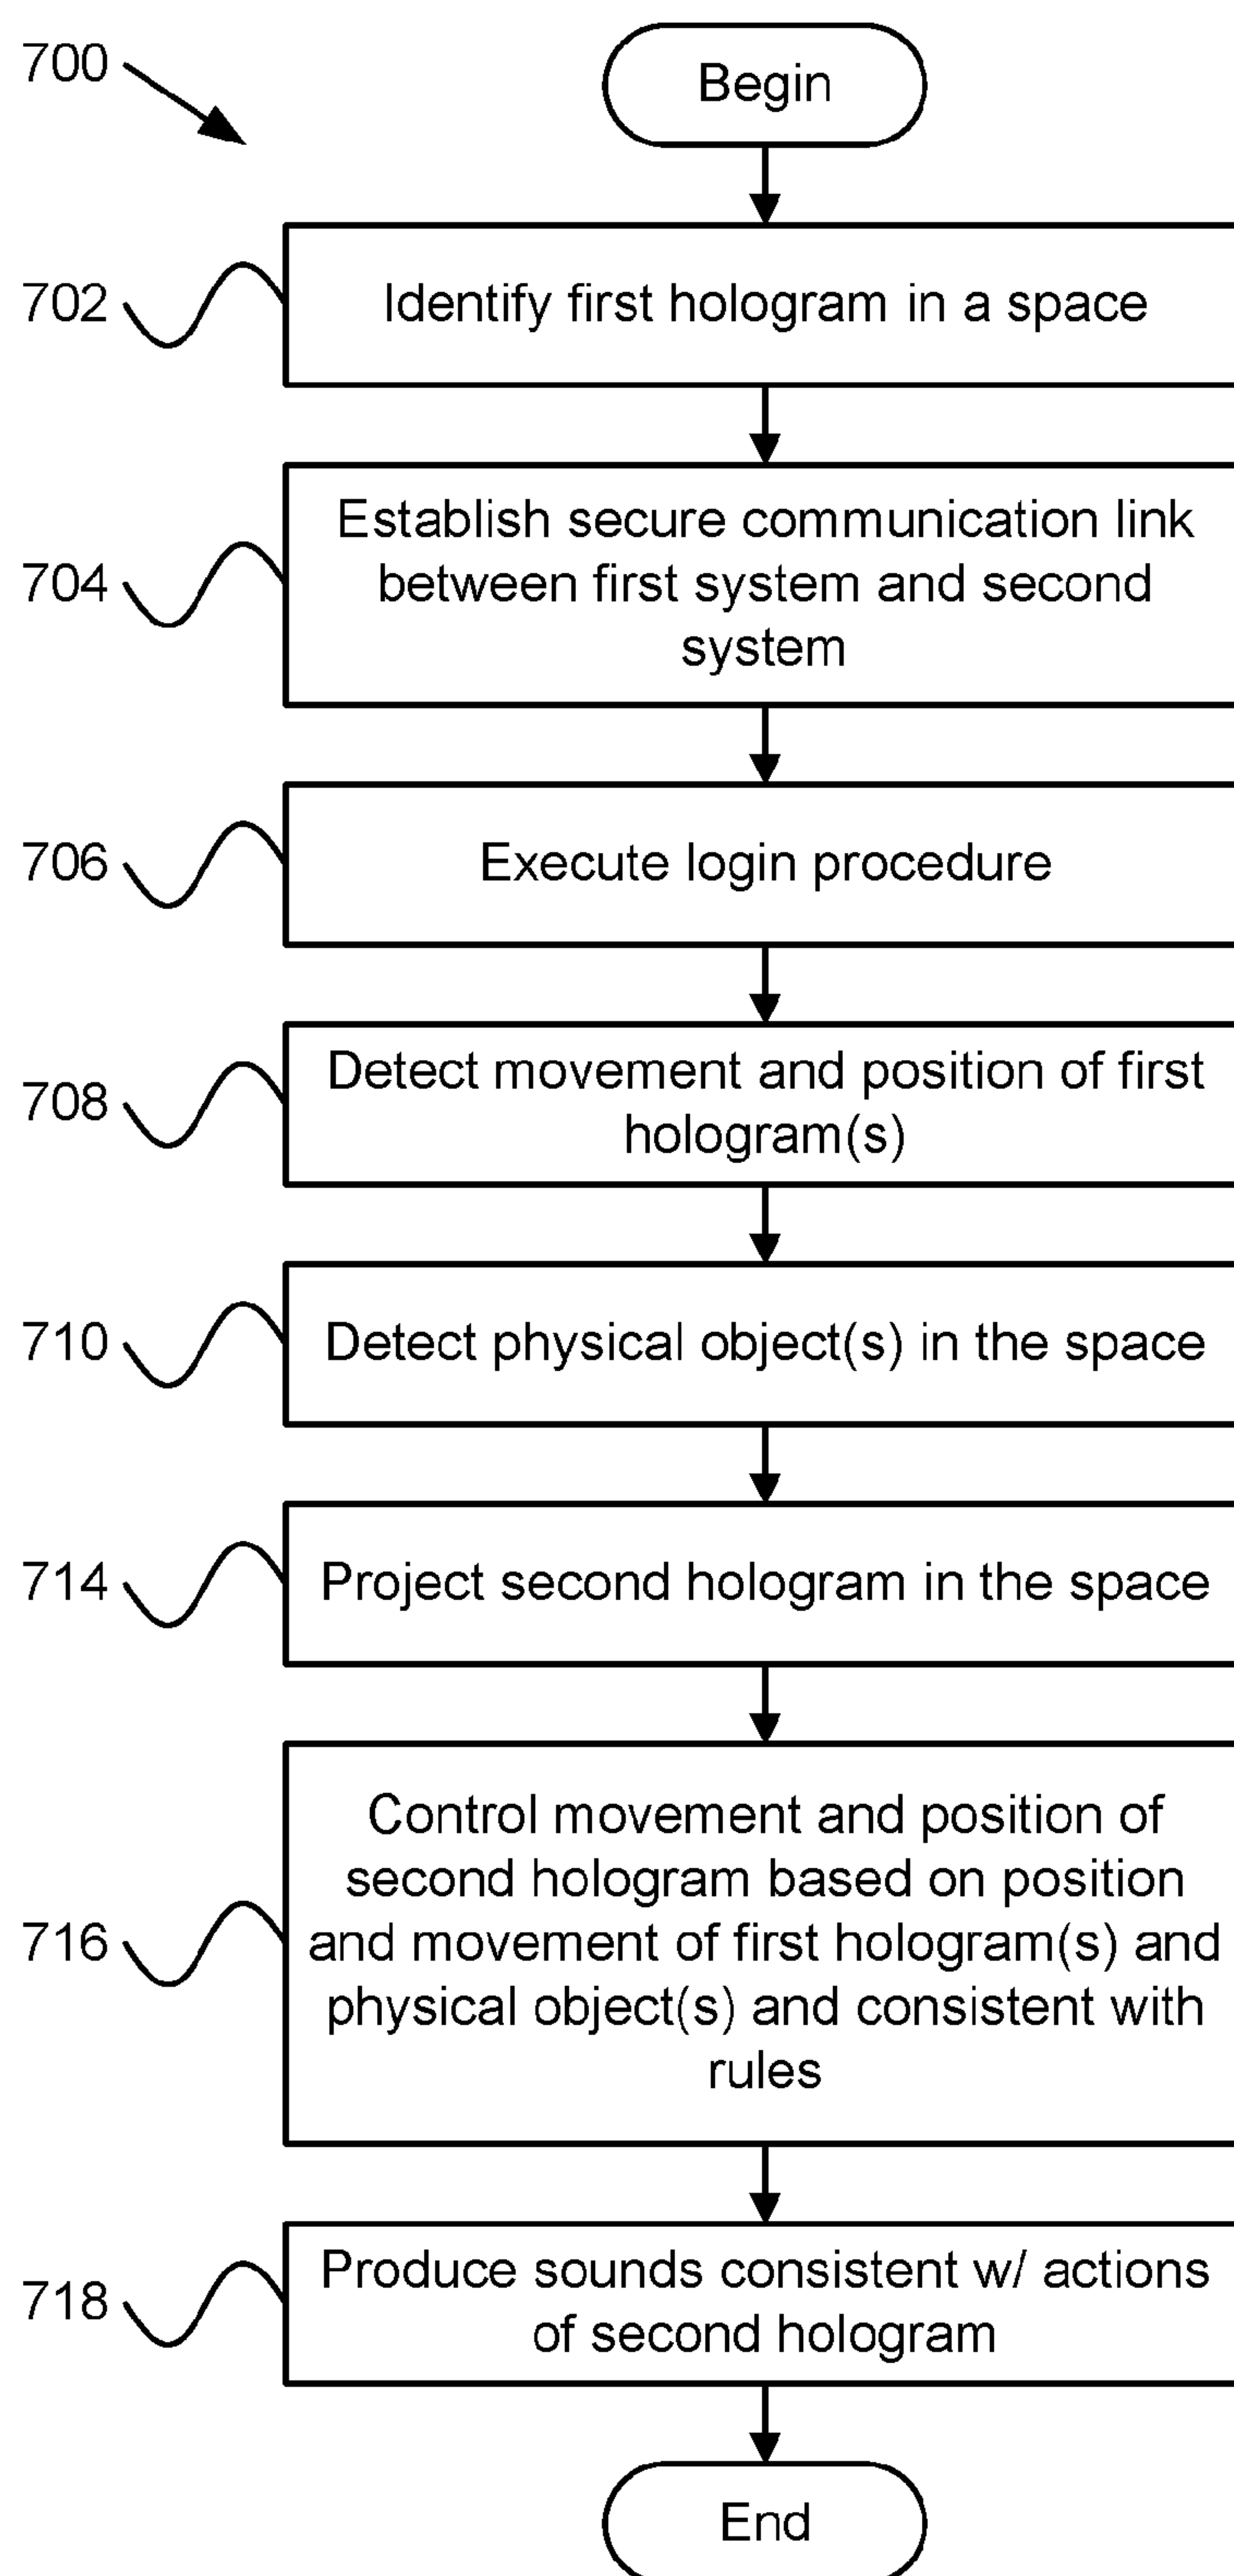 700
Begin
702
Identify first hologram in a space
704
Establish secure communication link
between first system and second
system
706
Execute login procedure
708
Detect movement and position of first
hologram(s)
710
Detect physical object(s) in the space
714
Project second hologram in the space
716
Control movement and position of
second hologram based on position
and movement of first hologram(s) and
physical object(s) and consistent with
rules
718
Produce sounds consistent w/ actions
of second hologram
End